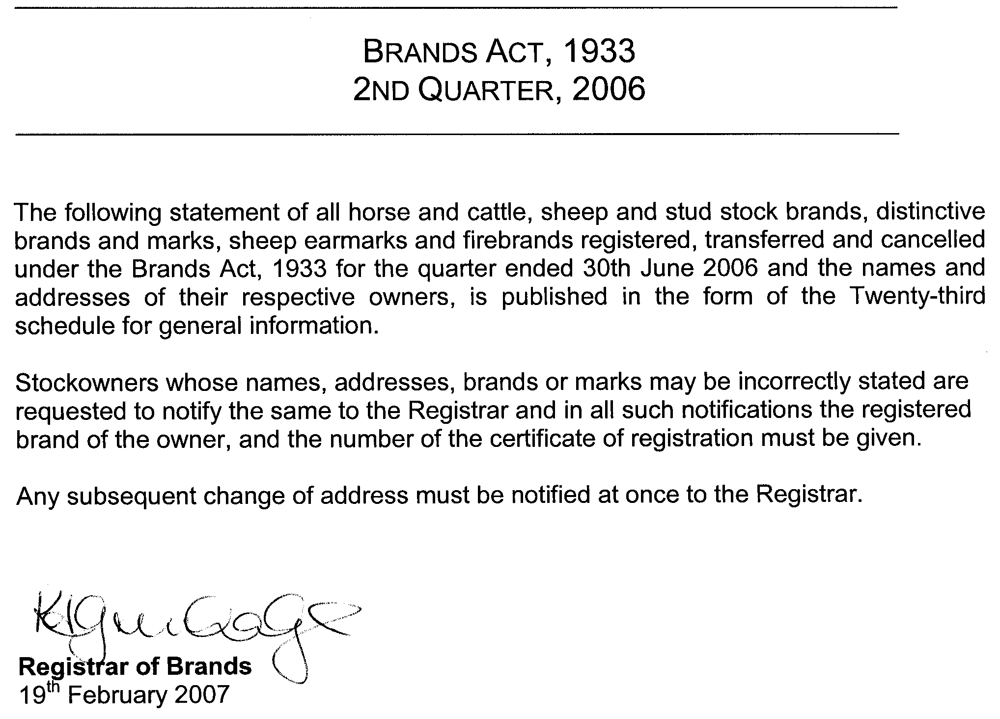 BRANDS ACT, 1933
2ND QUARTER, 2006
The following statement of all horse and cattle, sheep and stud stock brands, distinctive
brands and marks, sheep earmarks and firebrands registered, transferred and cancelled
under the Brands Act, 1933 for the quarter ended 30th June 2006 and the names and
addresses of their respective owners, is published in the form of the Twenty-third
schedule for general information.
Stockowners whose names, addresses, brands or marks may be incorrectly stated are
requested to notify the same to the Registrar and in all such notifications the registered
brand of the owner, and the number of the certificate of registration must be given.
Any subsequent change of address must be notified at once to the Registrar.
Registrar of Brands
19th February 2007